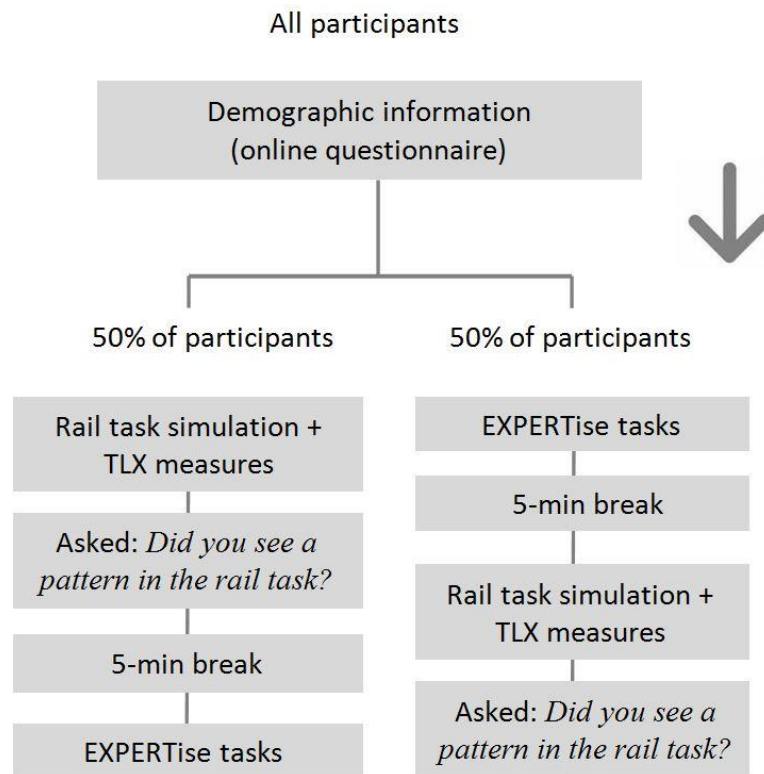 All participants
Demographic information
(online questionnaire)
50% of participants
Rail task simulation +
TLX measures
Asked: Did you see a
pattern in the rail task?
5-min break
EXPERTise tasks
50% of participants
EXPERTise tasks
5-min break
Rail task simulation +
TLX measures
Asked: Did you see a
pattern in the rail task?